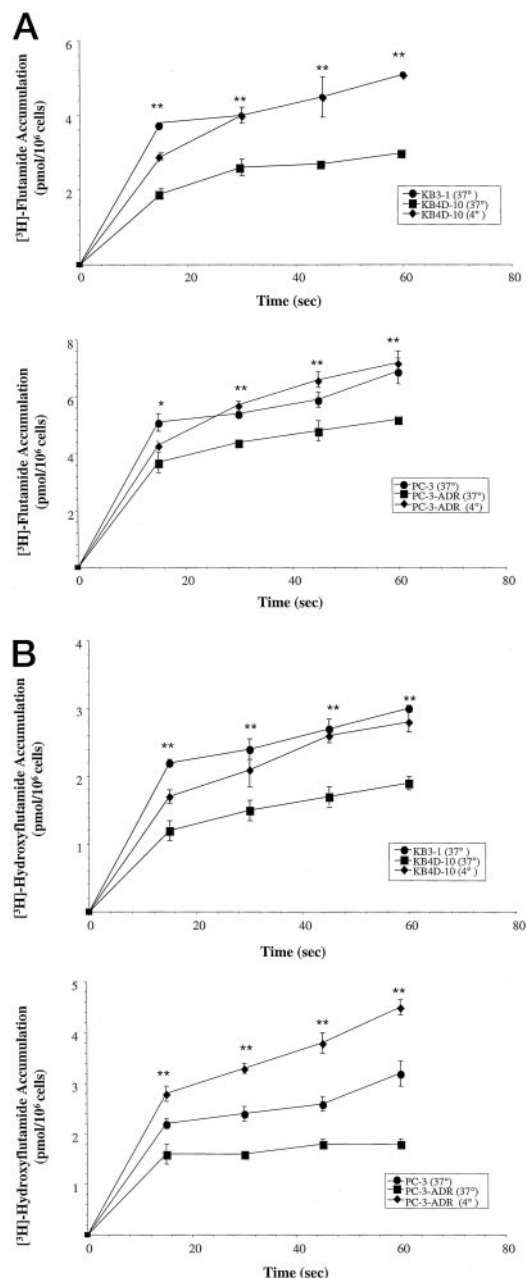 A
[³H]-Flutamide Accumulation
(pmol/10⁶ cells)
6
4
2
** ** ** **
KB3-1 (37°)
KB4D-10 (37°)
KB4D-10 (4°)
0 20 40 60 80
Time (sec)
[³H]-Flutamide Accumulation
(pmol/10⁶ cells)
8
6
4
2
* ** ** **
PC-3 (37°)
PC-3-ADR (37°)
PC-3-ADR (4°)
0 20 40 60 80
Time (sec)
B
[³H]-Hydroxyflutamide Accumulation
(pmol/10⁶ cells)
4
3
2
1
** ** ** **
KB3-1 (37°)
KB4D-10 (37°)
KB4D-10 (4°)
0 20 40 60 80
Time (sec)
[³H]-Hydroxyflutamide Accumulation
(pmol/10⁶ cells)
5
4
3
2
1
** ** ** **
PC-3 (37°)
PC-3-ADR (37°)
PC-3-ADR (4°)
0 20 40 60 80
Time (sec)